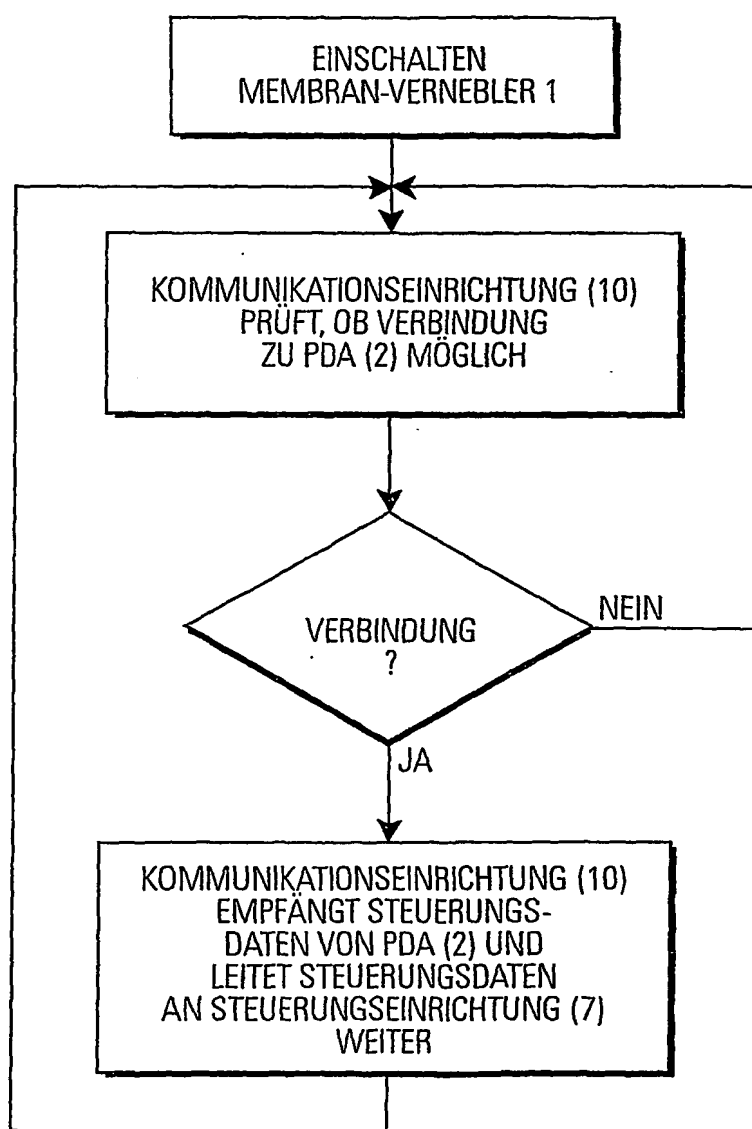 EINSCHALTEN
MEMBRAN-VERNEBLER 1
KOMMUNIKATIONSEINRICHTUNG (10)
PRÜFT, OB VERBINDUNG
ZU PDA (2) MÖGLICH
VERBINDUNG
?
NEIN
JA
KOMMUNIKATIONSEINRICHTUNG (10)
EMPFÄNGT STEUERUNGS-
DATEN VON PDA (2) UND
LEITET STEUERUNGSDATEN
AN STEUERUNGSEINRICHTUNG (7)
WEITER